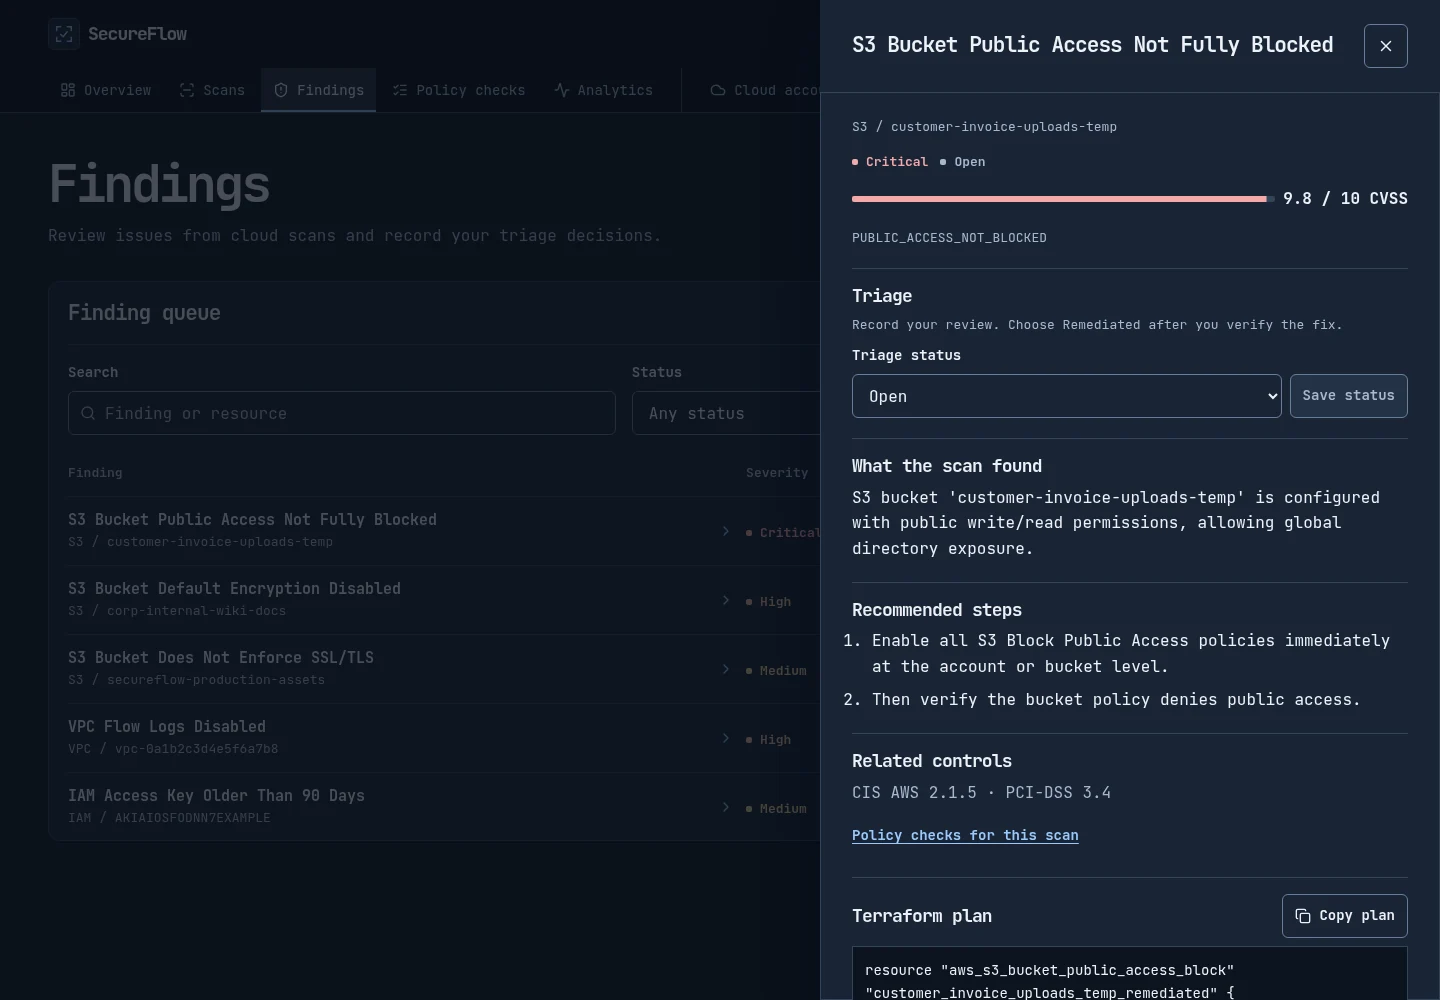 SecureFlow
Overview
Scans
Findings
Policy checks
Analytics
Cloud
Findings
Review issues from cloud scans and record your triage decisions.
Finding queue
Search
Status
Finding or resource
Any status
Finding
Severity
S3 Bucket Public Access Not Fully Blocked
S3 / customer-invoice-uploads-temp
Critical
S3 Bucket Default Encryption Disabled
S3 / corp-internal-wiki-docs
High
S3 Bucket Does Not Enforce SSL/TLS
S3 / secureflow-production-assets
Medium
VPC Flow Logs Disabled
VPC / vpc-0a1b2c3d4e5f6a7b8
High
IAM Access Key Older Than 90 Days
IAM / AKIAIOSFODNN7EXAMPLE
Medium
S3 Bucket Public Access Not Fully Blocked
S3 / customer-invoice-uploads-temp
Critical
Open
9.8 / 10 CVSS
PUBLIC_ACCESS_NOT_BLOCKED
Triage
Record your review. Choose Remediated after you verify the fix.
Triage status
Open
Save status
What the scan found
S3 bucket 'customer-invoice-uploads-temp' is configured
with public write/read permissions, allowing global
directory exposure.
Recommended steps
1. Enable all S3 Block Public Access policies immediately
at the account or bucket level.
2. Then verify the bucket policy denies public access.
Related controls
CIS AWS 2.1.5 · PCI-DSS 3.4
Policy checks for this scan
Terraform plan
Copy plan
resource "aws_s3_bucket_public_access_block"
"customer_invoice_uploads_temp_remediated" {